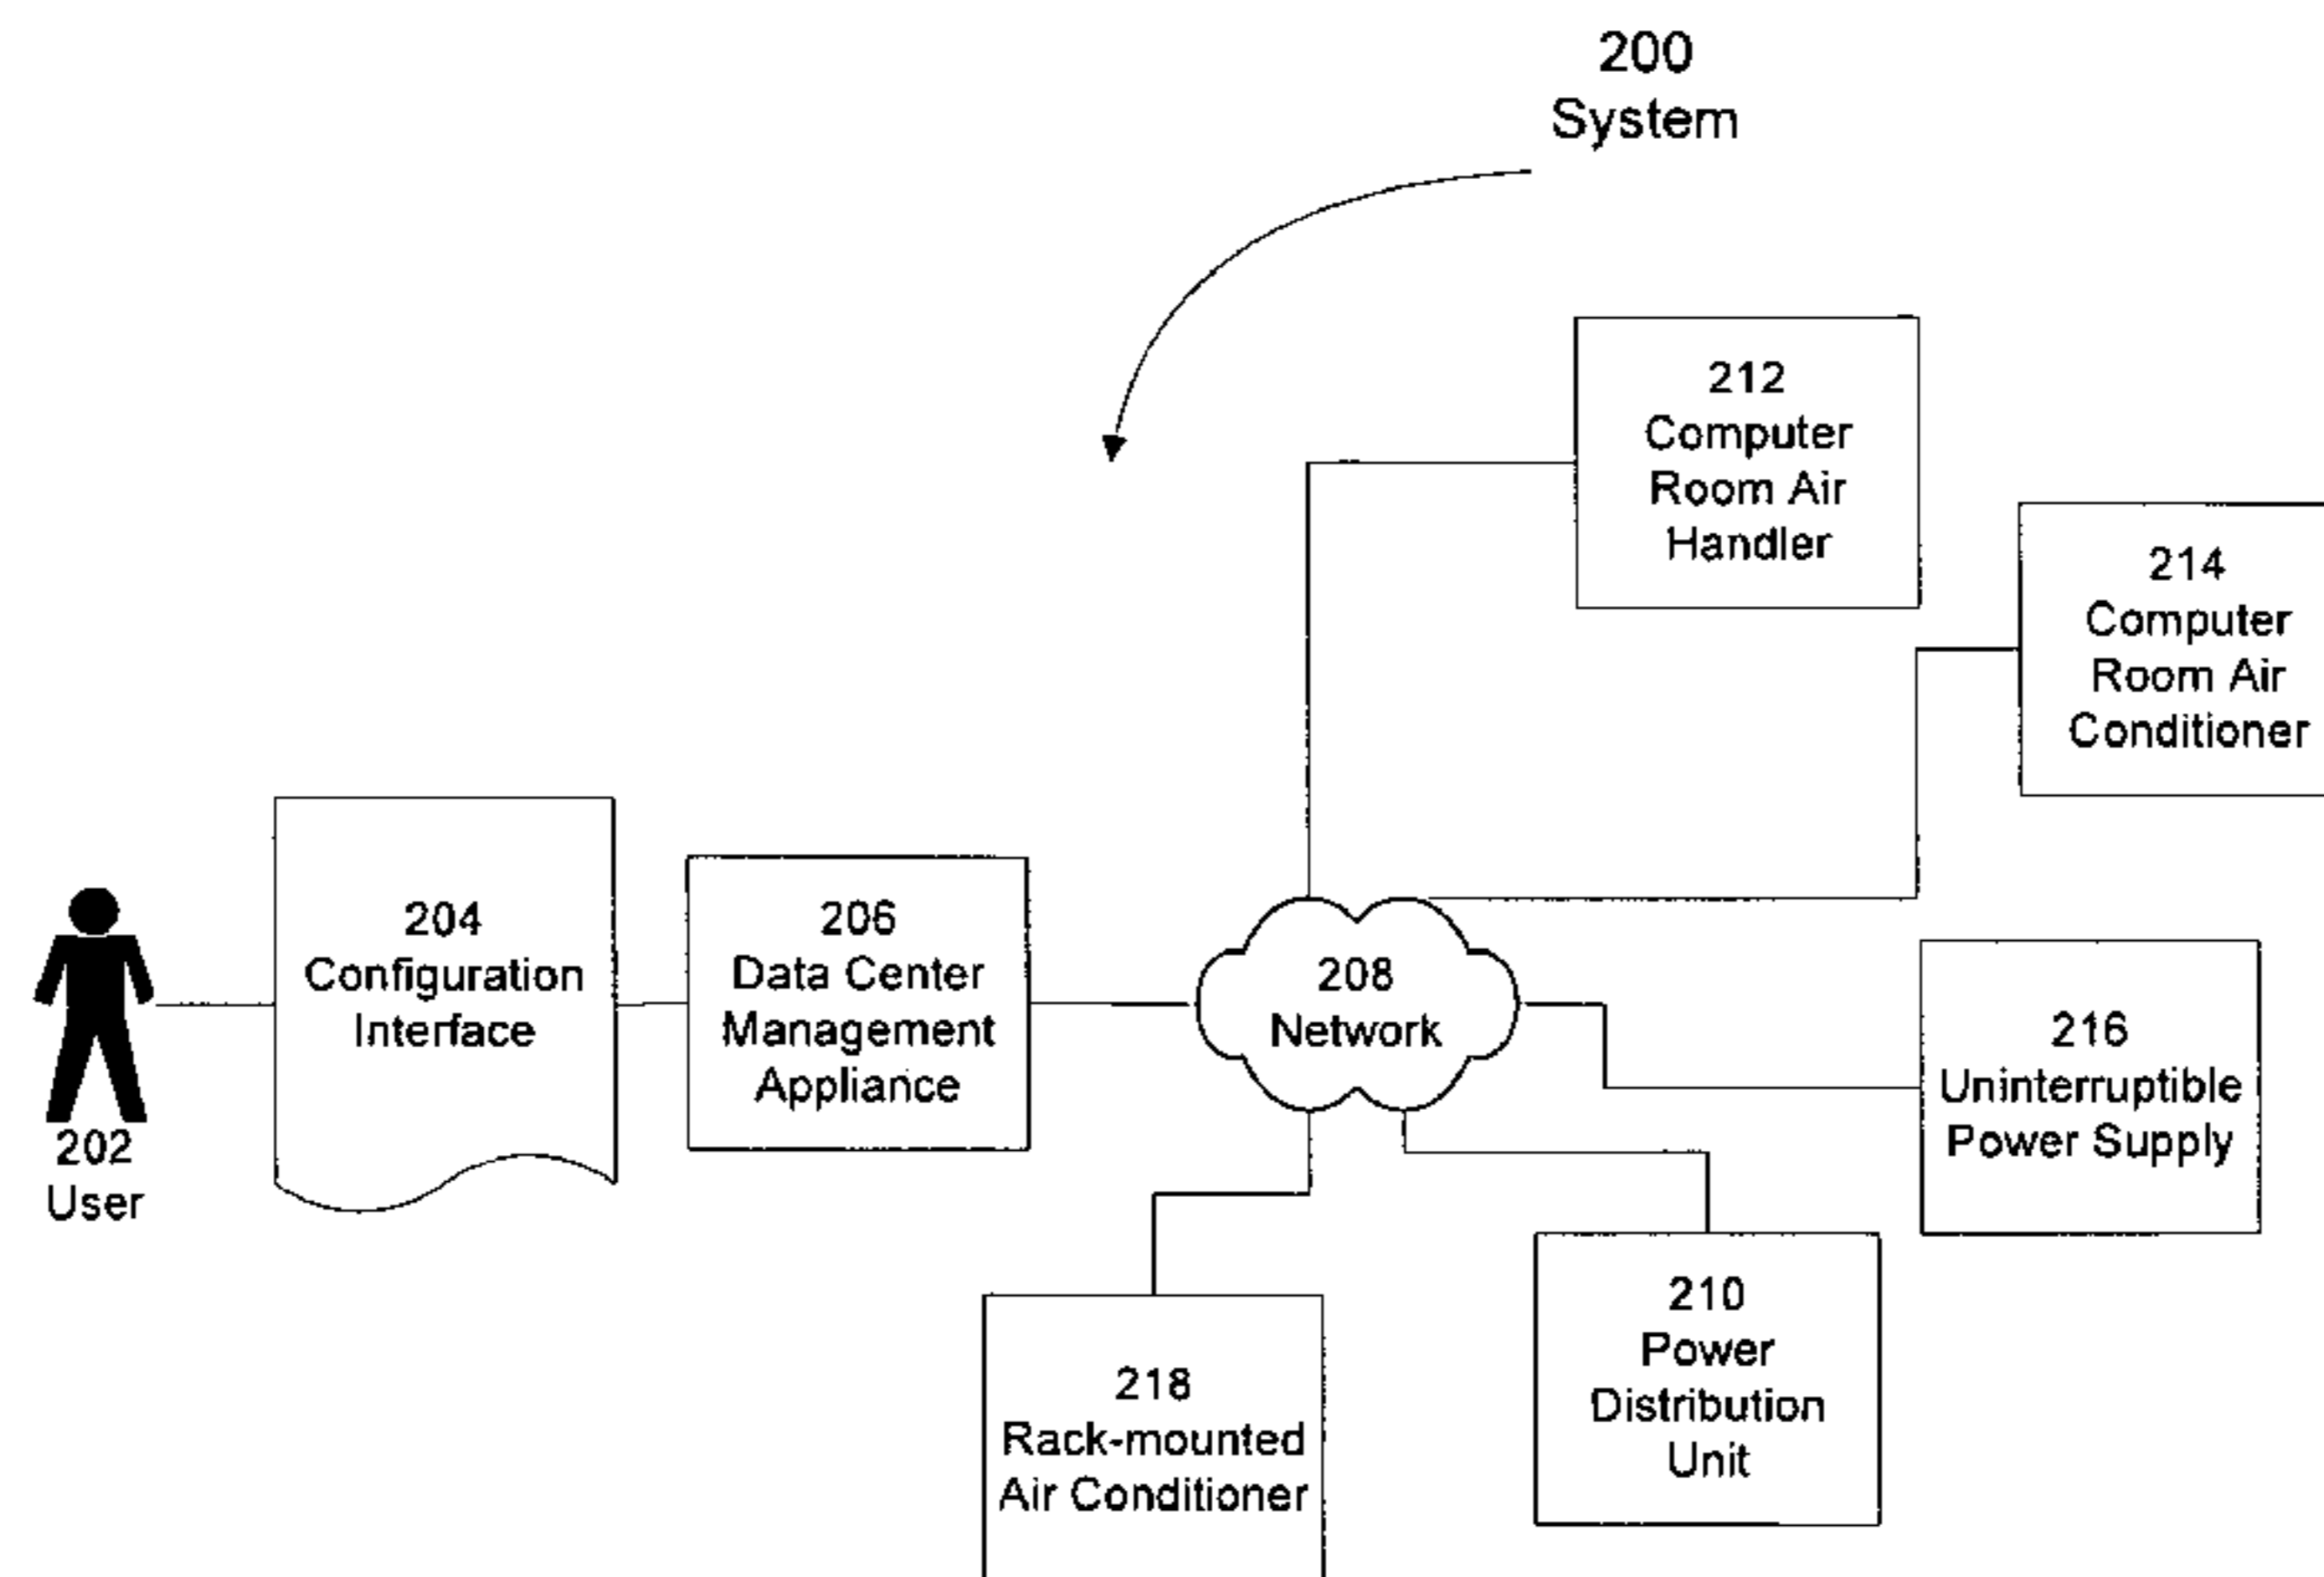 200
System
212
Computer
Room Air
Handler
214
Computer
Room Air
Conditioner
204
Configuration
Interface
206
Data Center
Management
Appliance
208
Network
216
Uninterruptible
Power Supply
202
User
210
Power
Distribution
Unit
218
Rack-mounted
Air Conditioner